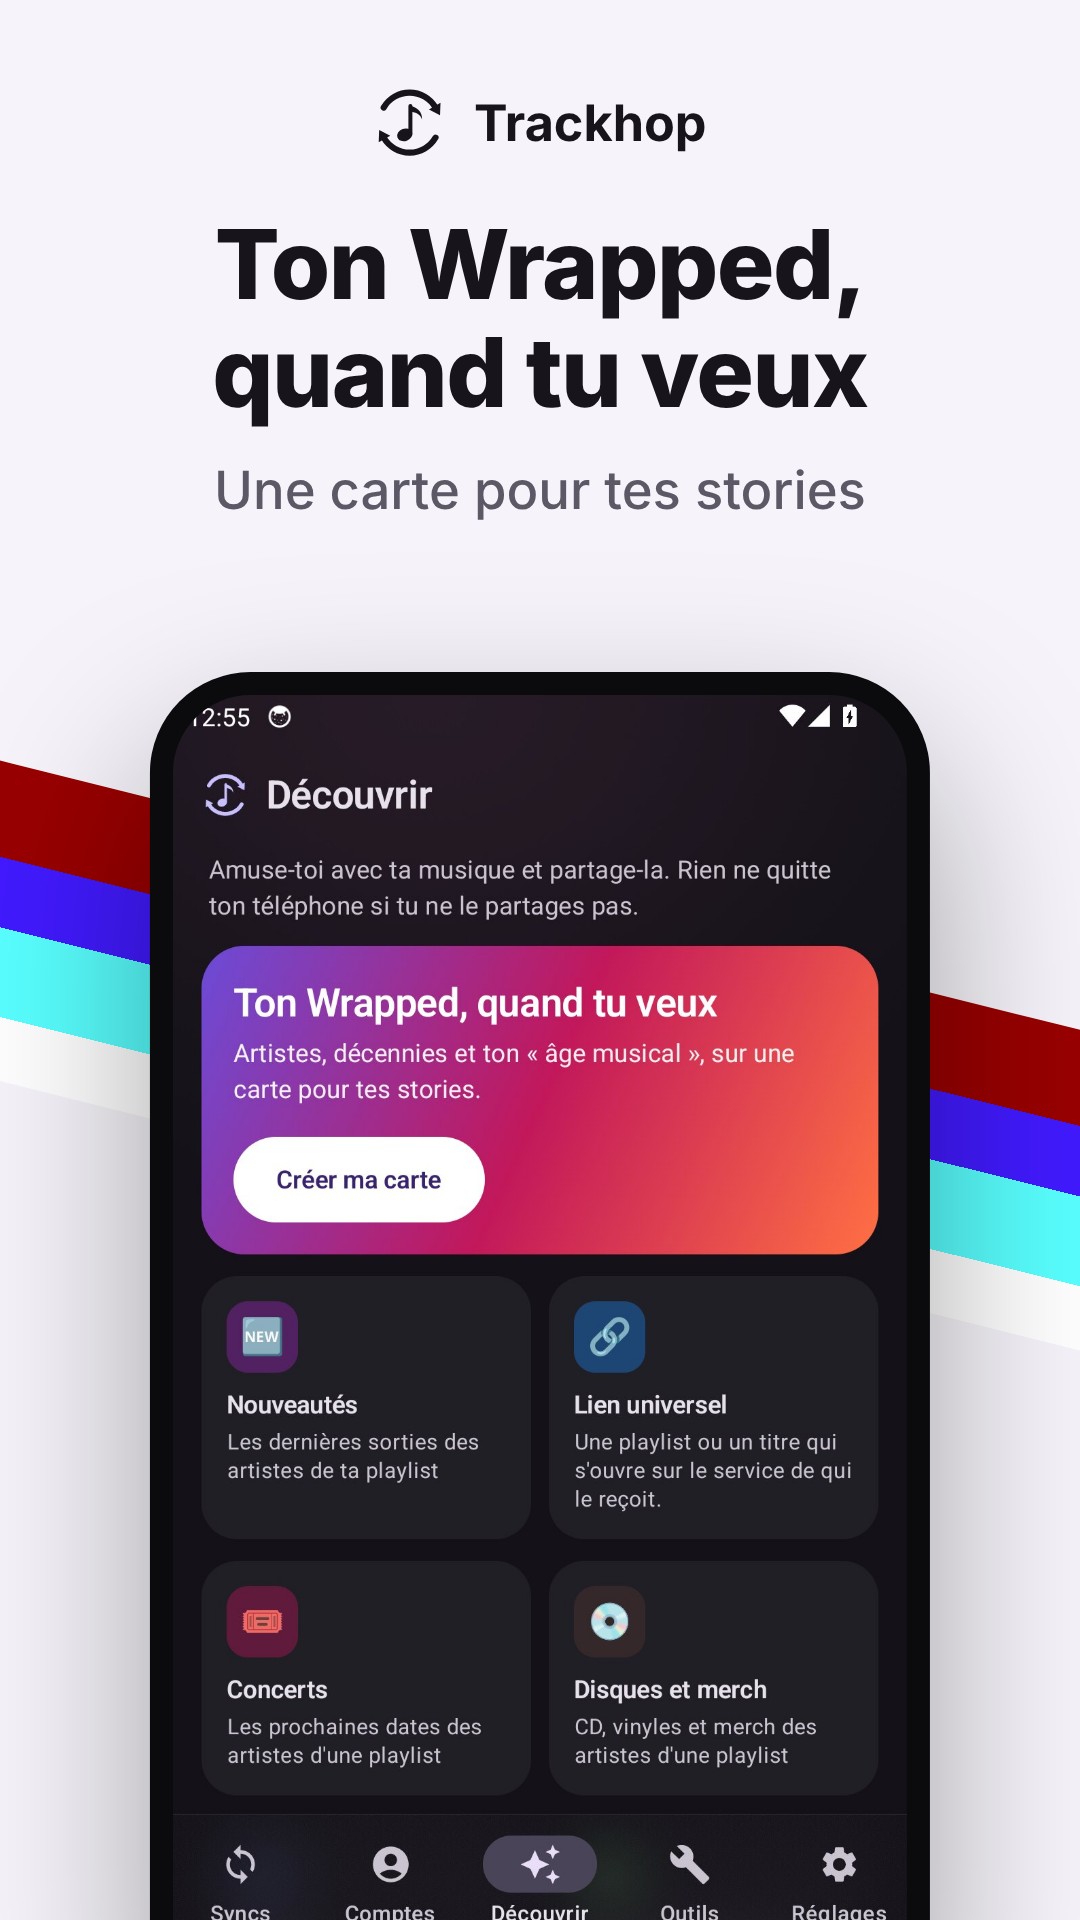 Trackhop
Ton Wrapped,
quand tu veux
Une carte pour tes stories
12:55
Découvrir
Amuse-toi avec ta musique et partage-la. Rien ne quitte
ton téléphone si tu ne le partages pas.
Ton Wrapped, quand tu veux
Artistes, décennies et ton « âge musical », sur une
carte pour tes stories.
Créer ma carte
NEW
Nouveautés
Les dernières sorties des
artistes de ta playlist
Lien universel
Une playlist ou un titre qui
s'ouvre sur le service de qui
le reçoit.
Concerts
Les prochaines dates des
artistes d'une playlist
Disques et merch
CD, vinyles et merch des
artistes d'une playlist
Syncs Comptes Découvrir Outils Réglages